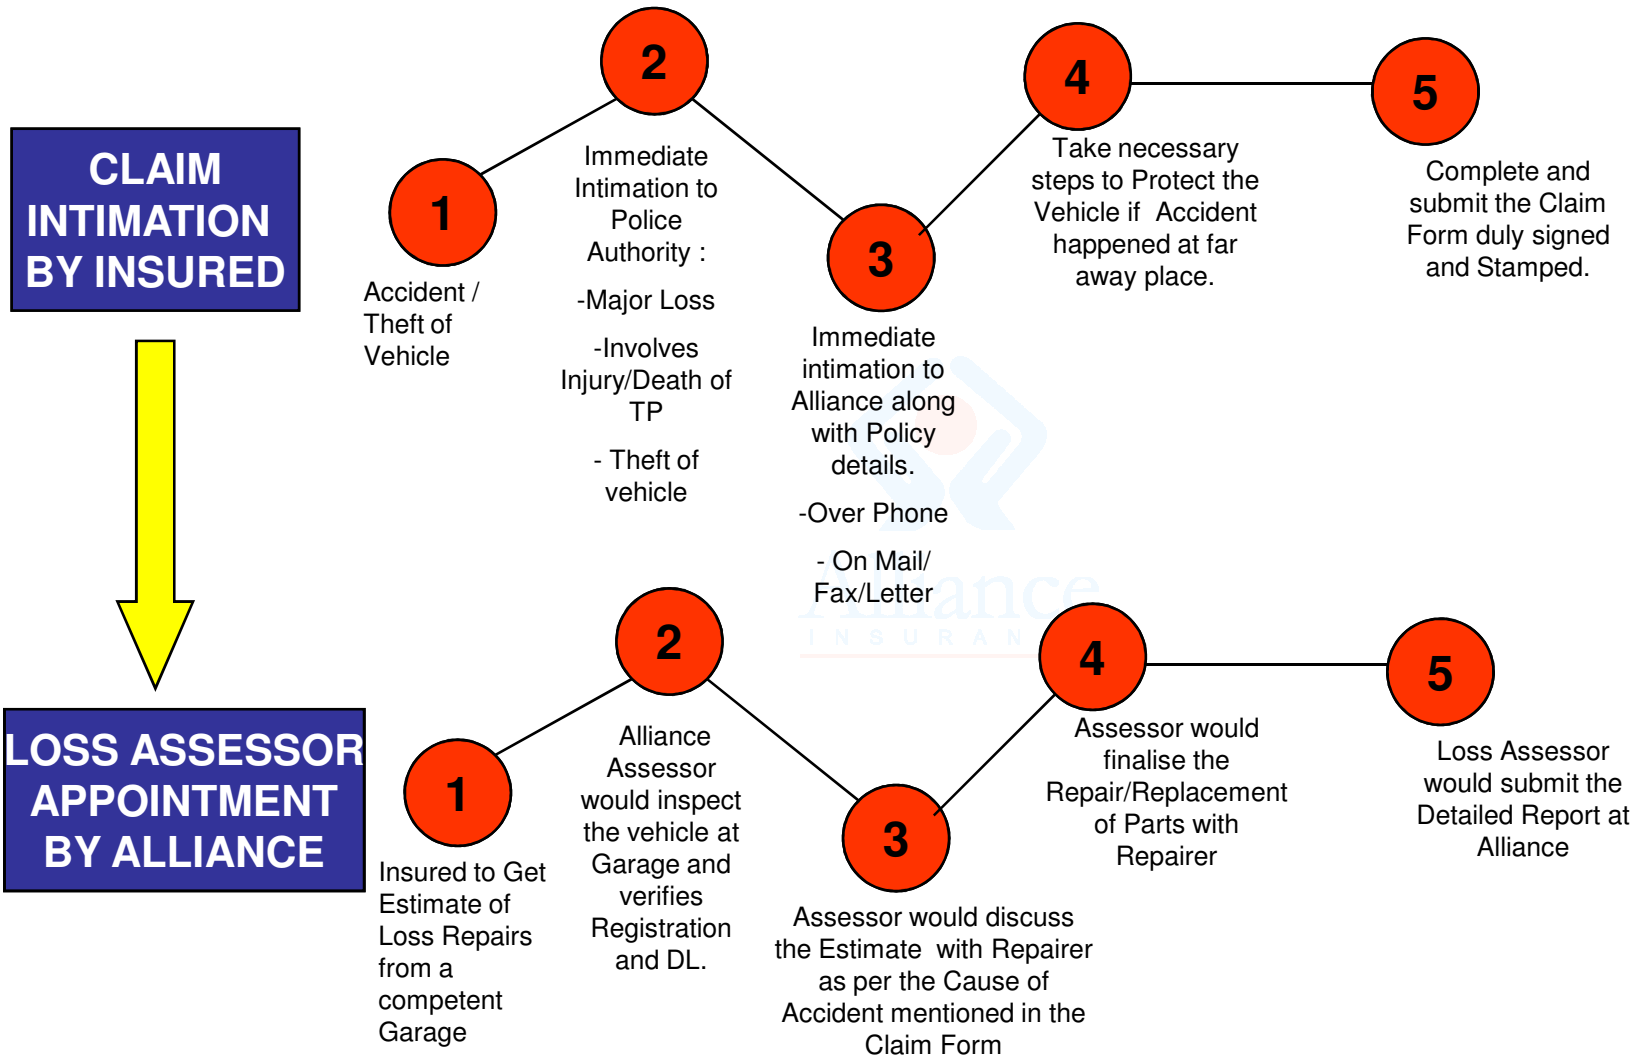 CLAIM
INTIMATION
BY INSURED
1
Accident /
Theft of
Vehicle
2
Immediate
Intimation to
Police
Authority :
-Major Loss
-Involves
Injury/Death of
TP
- Theft of
vehicle
3
Immediate
intimation to
Alliance along
with Policy
details.
-Over Phone
- On Mail/
Fax/Letter
4
Take necessary
steps to Protect the
Vehicle if Accident
happened at far
away place.
5
Complete and
submit the Claim
Form duly signed
and Stamped.
Alliance
INSURAN
LOSS ASSESSOR
APPOINTMENT
BY ALLIANCE
1
Insured to Get
Estimate of
Loss Repairs
from a
competent
Garage
2
Alliance
Assessor
would inspect
the vehicle at
Garage and
verifies
Registration
and DL.
3
Assessor would discuss
the Estimate with Repairer
as per the Cause of
Accident mentioned in the
Claim Form
4
Assessor would
finalise the
Repair/Replacement
of Parts with
Repairer
5
Loss Assessor
would submit the
Detailed Report at
Alliance